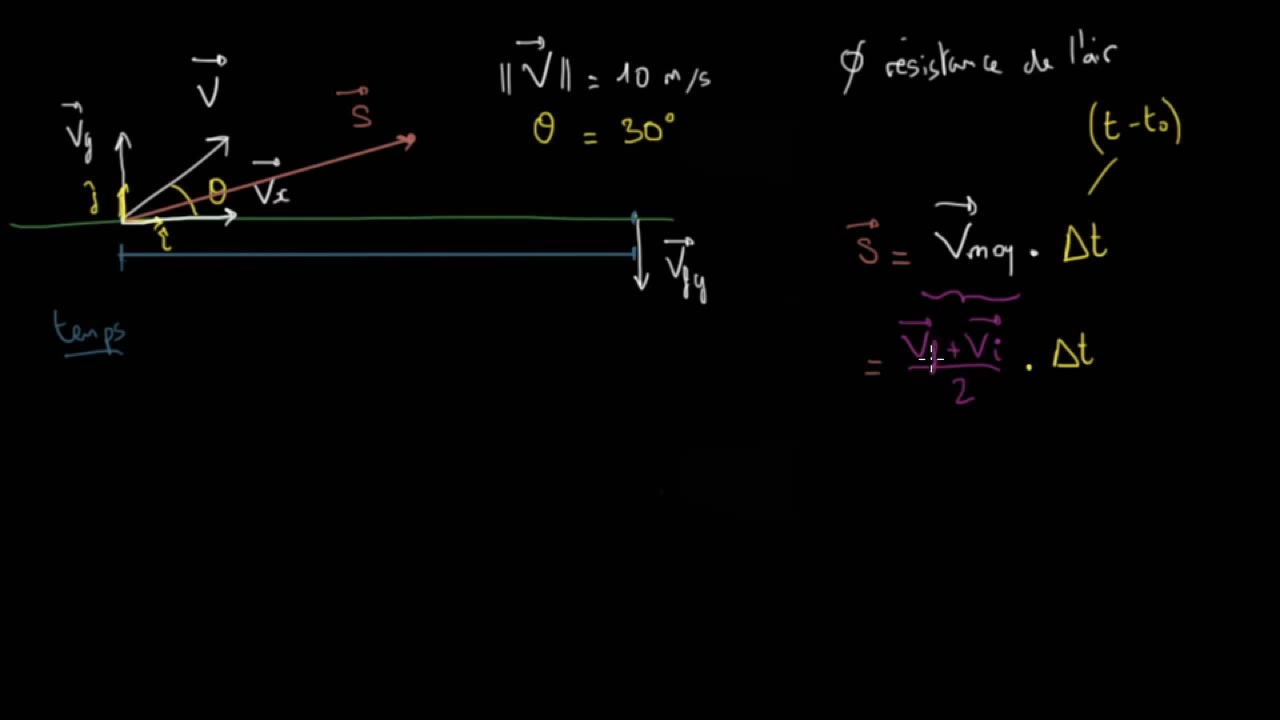 V
Vy
S
Vx
θ
ĵ
î
Vfy
temps
||V|| = 10 m/s
θ = 30°
∅ résistance de l'air
(t - t₀)
S = Vmoy . Δt
= (Vf + Vi)/2 . Δt